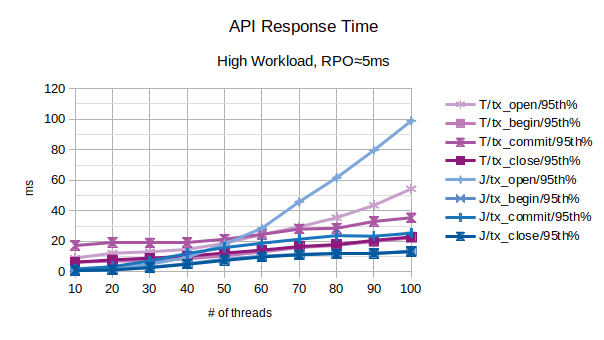 API Response Time
High Workload, RPO≈5ms
120
100
80
60
40
20
0
ms
10 20 30 40 50 60 70 80 90 100
# of threads
T/tx_open/95th%
T/tx_begin/95th%
T/tx_commit/95th%
T/tx_close/95th%
J/tx_open/95th%
J/tx_begin/95th%
J/tx_commit/95th%
J/tx_close/95th%